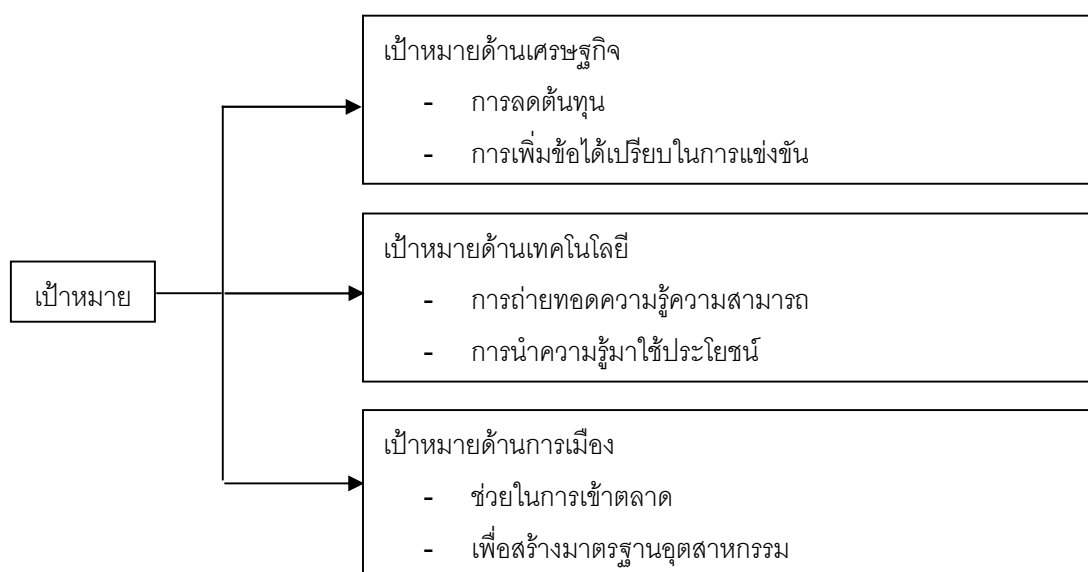 เป้าหมาย
เป้าหมายด้านเศรษฐกิจ
- การลดต้นทุน
- การเพิ่มข้อได้เปรียบในการแข่งขัน
เป้าหมายด้านเทคโนโลยี
- การถ่ายทอดความรู้ความสามารถ
- การนำความรู้มาใช้ประโยชน์
เป้าหมายด้านการเมือง
- ช่วยในการเข้าตลาด
- เพื่อสร้างมาตรฐานอุตสาหกรรม